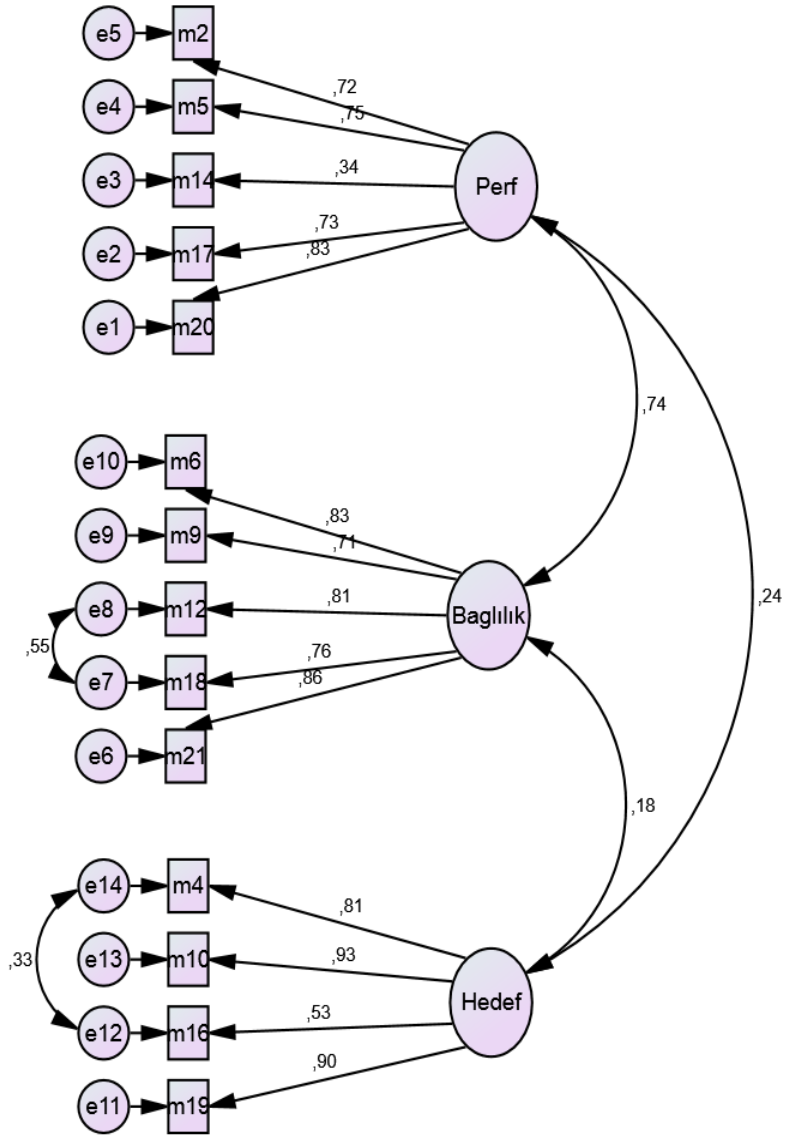 e5 m2
,72
e4 m5
,75
e3 m14
,34
Perf
e2 m17
,73
,83
e1 m20
,74
e10 m6
,83
e9 m9
,71
,24
e8 m12
,81
Baglılık
,55
e7 m18
,76
,86
e6 m21
,18
e14 m4
,81
,33
e13 m10
,93
Hedef
e12 m16
,53
e11 m19
,90